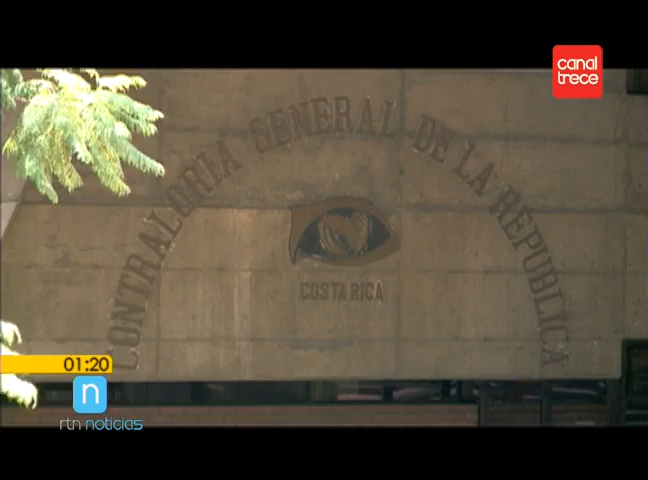 canal
trece
CONTRALORIA GENERAL DE LA REPUBLICA
COSTA RICA
01:20
n
rtn noticias